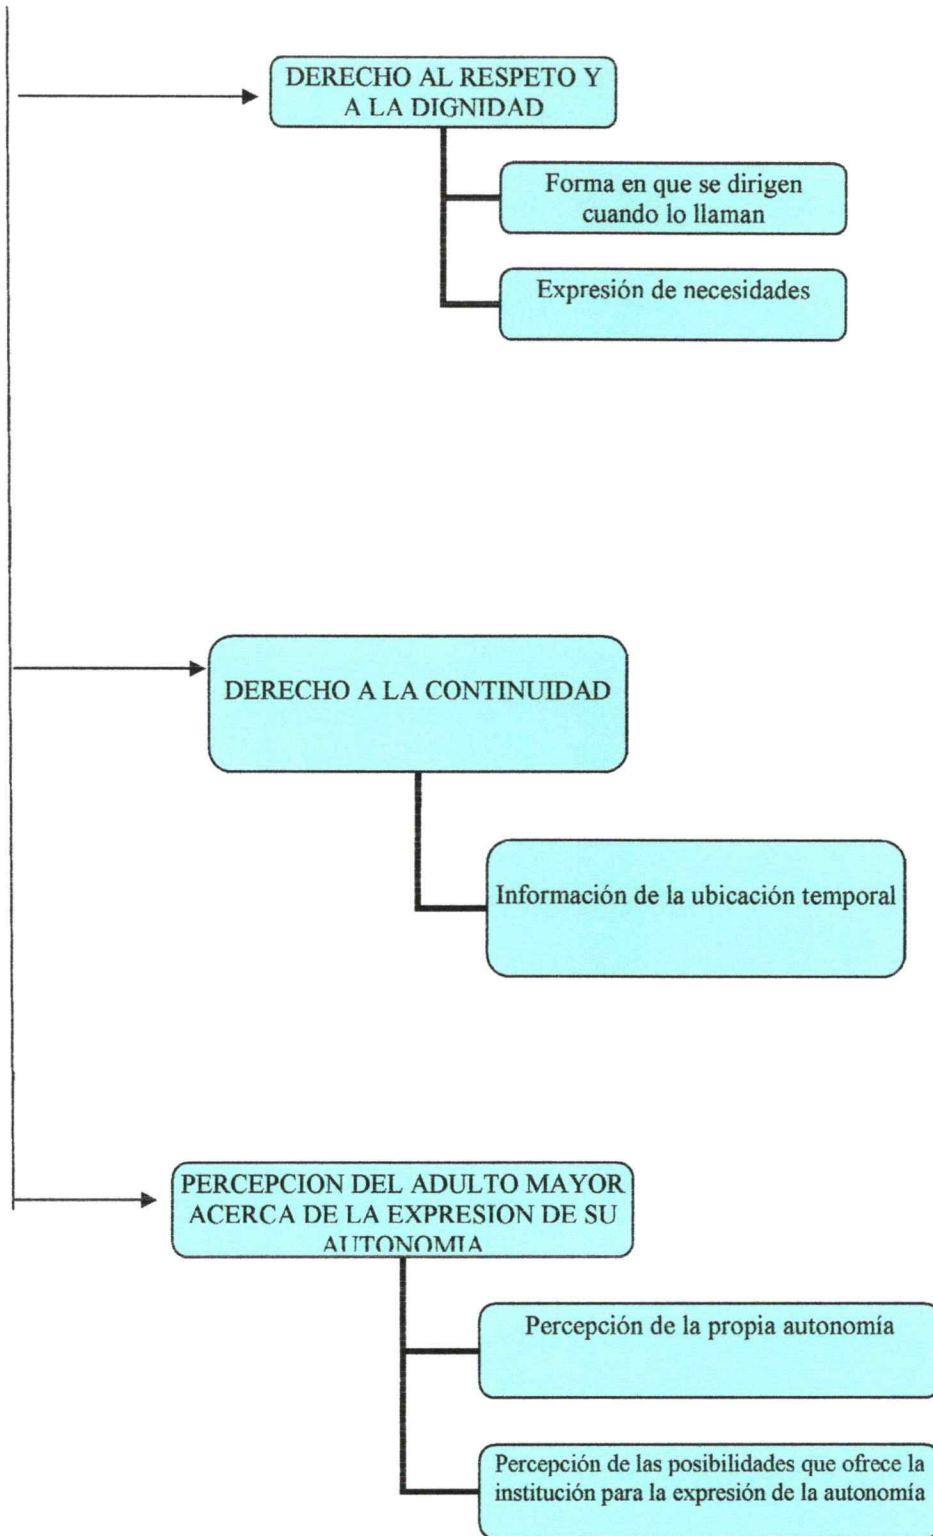 DERECHO AL RESPETO Y
A LA DIGNIDAD
Forma en que se dirigen
cuando lo llaman
Expresión de necesidades
DERECHO A LA CONTINUIDAD
Información de la ubicación temporal
PERCEPCION DEL ADULTO MAYOR
ACERCA DE LA EXPRESION DE SU
AUTONOMIA
Percepción de la propia autonomía
Percepción de las posibilidades que ofrece la
institución para la expresión de la autonomía